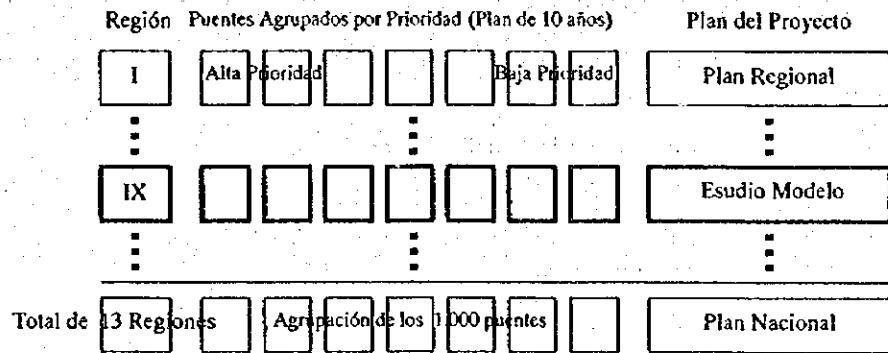 Región Puentes Agrupados por Prioridad (Plan de 10 años) Plan del Proyecto
I Alta Prioridad Baja Prioridad Plan Regional
IX Esudio Modelo
Total de 13 Regiones Agrupación de los 1.000 puentes Plan Nacional